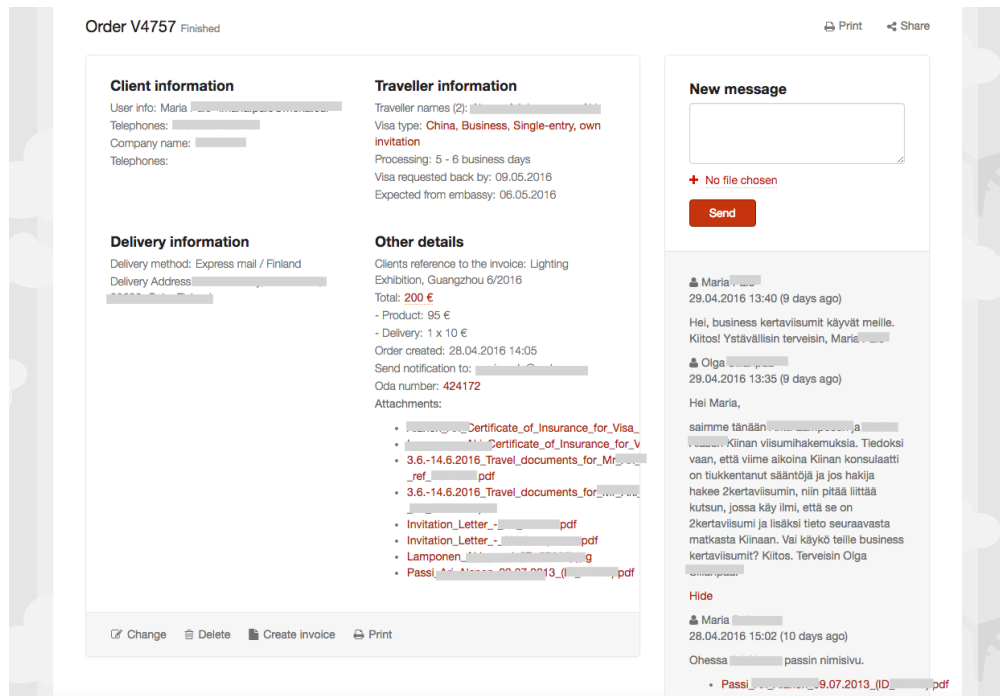 Order V4757 Finished
Print
Share
Client information
User info: Maria
Telephones:
Company name:
Telephones:
Traveller information
Traveller names (2):
Visa type: China, Business, Single-entry, own
invitation
Processing: 5 - 6 business days
Visa requested back by: 09.05.2016
Expected from embassy: 06.05.2016
Delivery information
Delivery method: Express mail / Finland
Delivery Address
Other details
Clients reference to the invoice: Lighting
Exhibition, Guangzhou 6/2016
Total: 200 €
- Product: 95 €
- Delivery: 1 x 10 €
Order created: 28.04.2016 14:05
Send notification to:
Oda number: 424172
Attachments:
Certificate_of_Insurance_for_Visa_
Certificate_of_Insurance_for_V
3.6.-14.6.2016_Travel_documents_for_Mr
_ref_ pdf
3.6.-14.6.2016_Travel_documents_for_
Invitation_Letter_- pdf
Invitation_Letter_-_ pdf
Lamponen_ g
Passi_ pdf
Change
Delete
Create invoice
Print
New message
+ No file chosen
Send
Maria
29.04.2016 13:40 (9 days ago)
Hei, business kertaviisumit käyvät meille.
Kiitos! Ystävällisin terveisin, Maria
Olga
29.04.2016 13:35 (9 days ago)
Hei Maria,
saimme tänään ja
Kiinan viisumihakemuksia. Tiedoksi
vaan, että viime aikoina Kiinan konsulaatti
on tiukkentanut sääntöjä ja jos hakija
hakee 2kertaviisumin, niin pitää liittää
kutsun, jossa käy ilmi, että se on
2kertaviisumi ja lisäksi tieto seuraavasta
matkasta Kiinaan. Vai käykö teille business
kertaviisumit? Kiitos. Terveisin Olga
Hide
Maria
28.04.2016 15:02 (10 days ago)
Ohessa passin nimisivu.
Passi_ 9.07.2013_(ID_ pdf